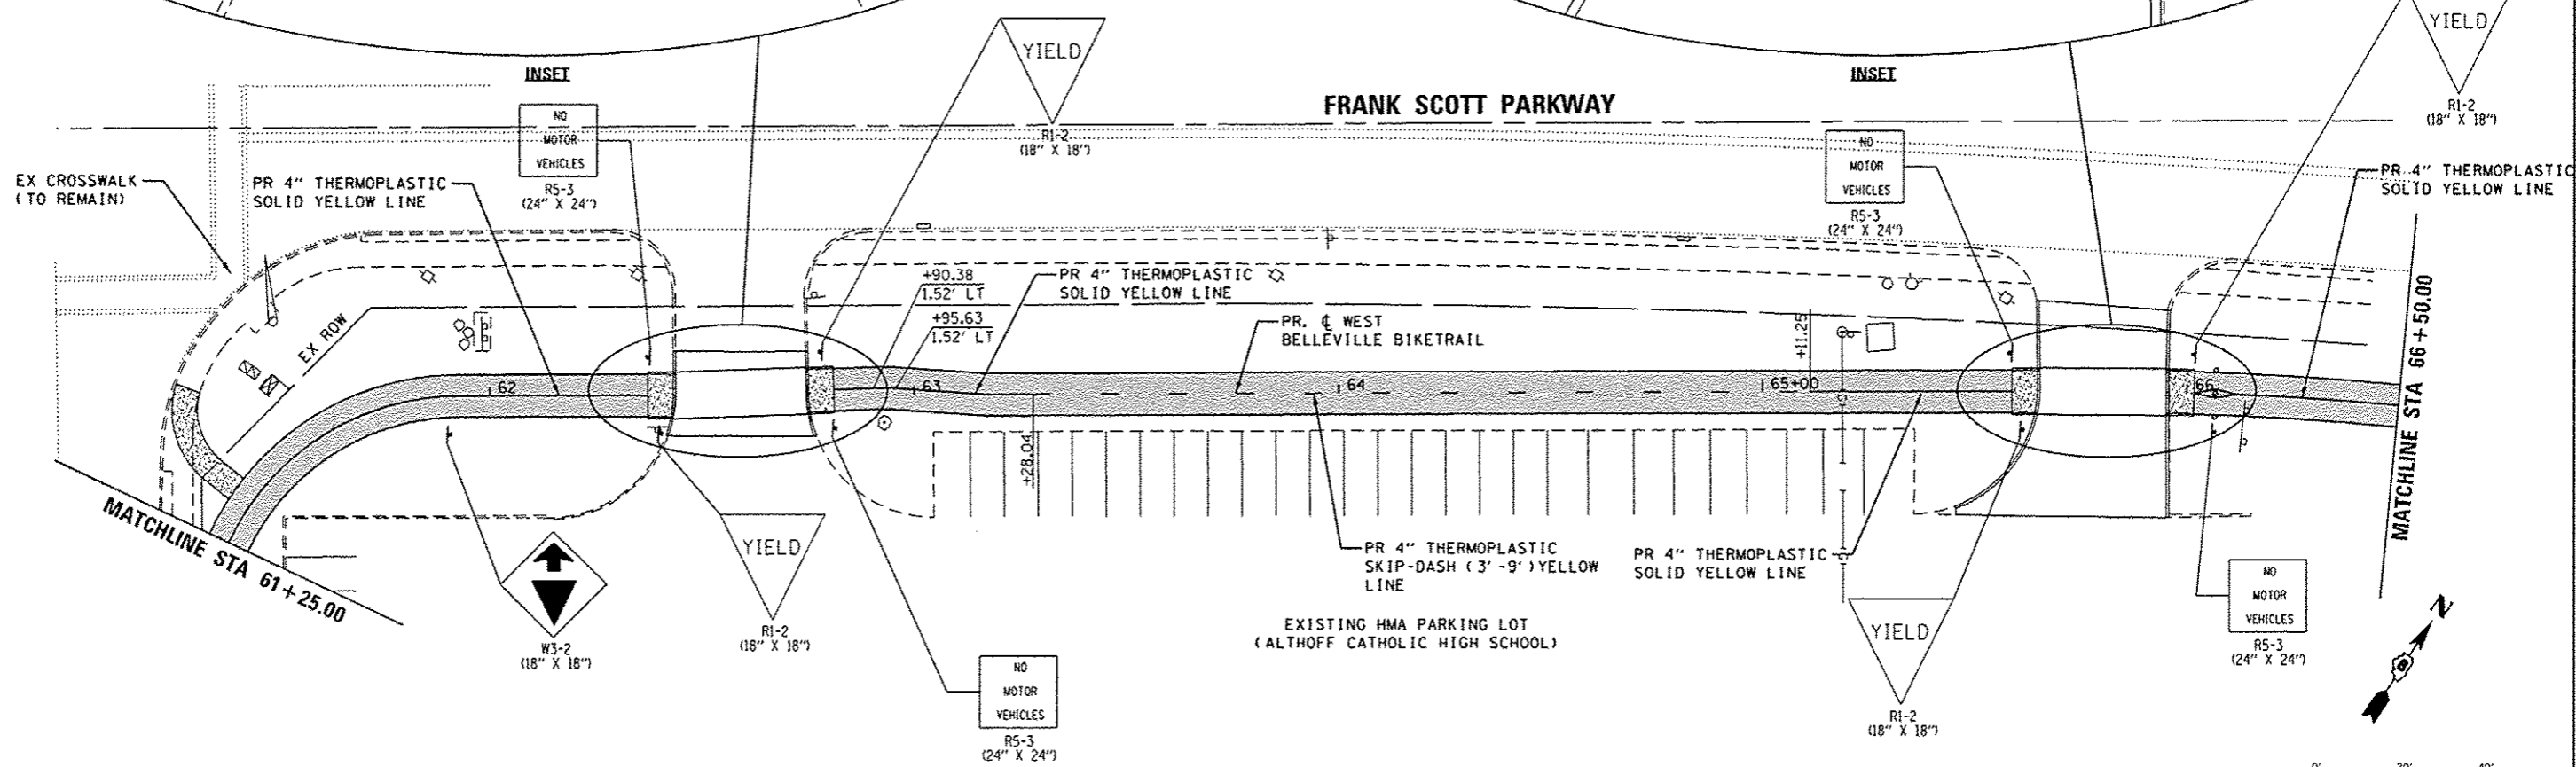 INSET
INSET
FRANK SCOTT PARKWAY
YIELD
R1-2
(18" X 18")
YIELD
R1-2
(18" X 18")
NO
MOTOR
VEHICLES
R5-3
(24" X 24")
NO
MOTOR
VEHICLES
R5-3
(24" X 24")
EX CROSSWALK
(TO REMAIN)
PR 4" THERMOPLASTIC
SOLID YELLOW LINE
PR 4" THERMOPLASTIC
SOLID YELLOW LINE
+90.38
1.52' LT
+95.63
1.52' LT
PR 4" THERMOPLASTIC
SOLID YELLOW LINE
PR. ℄ WEST
BELLEVILLE BIKETRAIL
+11.25
EX ROW
62
63
64
65+00
66
+28.04
MATCHLINE STA 61+25.00
MATCHLINE STA 66+50.00
W3-2
(18" X 18")
YIELD
R1-2
(18" X 18")
NO
MOTOR
VEHICLES
R5-3
(24" X 24")
PR 4" THERMOPLASTIC
SKIP-DASH (3'-9')YELLOW
LINE
PR 4" THERMOPLASTIC
SOLID YELLOW LINE
EXISTING HMA PARKING LOT
(ALTHOFF CATHOLIC HIGH SCHOOL)
YIELD
R1-2
(18" X 18")
NO
MOTOR
VEHICLES
R5-3
(24" X 24")
N